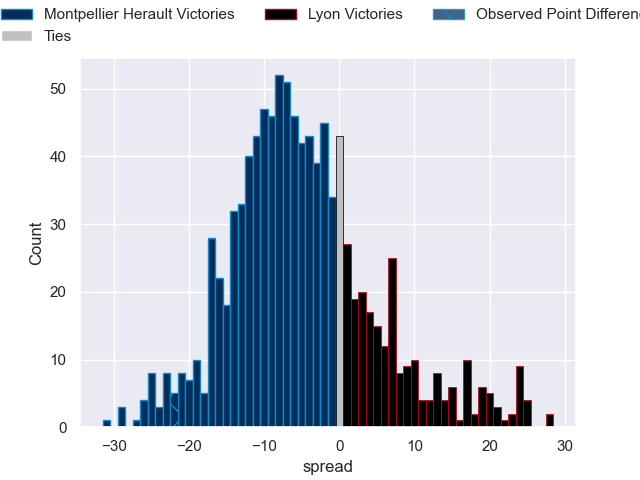 Montpellier Herault Victories
Lyon Victories
Observed Point Differen
Ties
50
40
30
20
10
0
Count
−30 −20 −10 0 10 20 30
spread